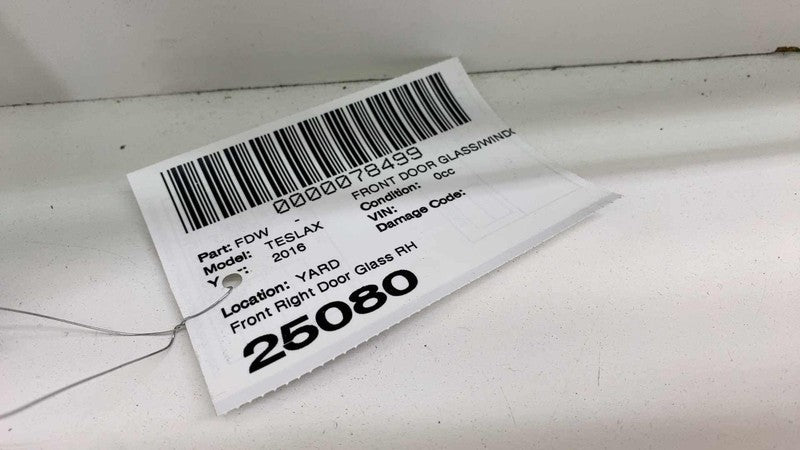 0000078499
Part: FDW - FRONT DOOR GLASS/WINDO
Model: TESLAX Condition: 0cc
Y -: 2016 VIN:
Damage Code:
Location: YARD
Front Right Door Glass RH
25080